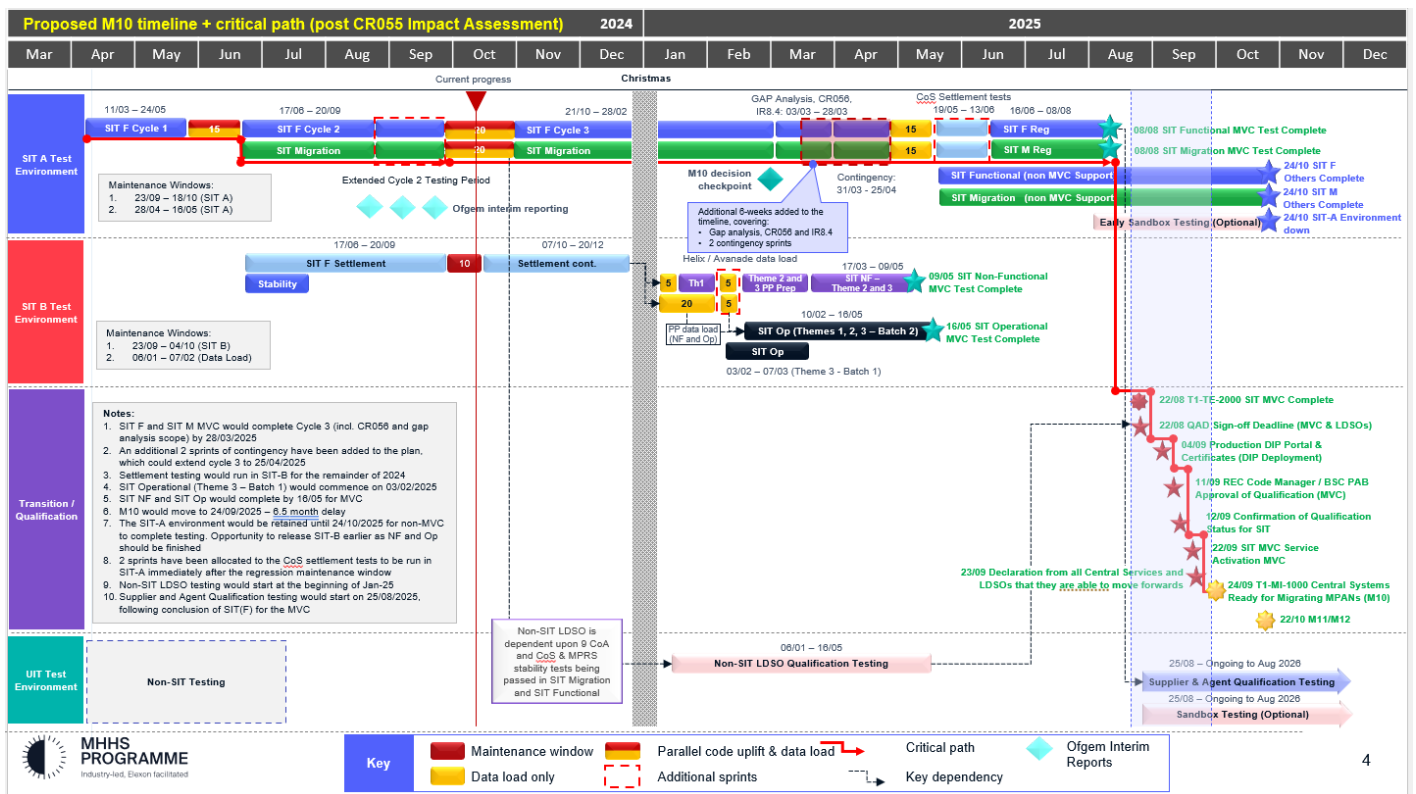 Proposed M10 timeline + critical path (post CR055 Impact Assessment)
2024
2025
Mar
Apr
May
Jun
Jul
Aug
Sep
Oct
Nov
Dec
Jan
Feb
Mar
Apr
May
Jun
Jul
Aug
Sep
Oct
Nov
Dec
Current progress
Christmas
SIT A Test
Environment
11/03 – 24/05
17/06 – 20/09
21/10 – 28/02
GAP Analysis, CR056,
IR8.4: 03/03 – 28/03
CoS Settlement tests
19/05 – 13/06
16/06 – 08/08
SIT F Cycle 1
15
SIT F Cycle 2
20
SIT F Cycle 3
15
SIT F Reg
08/08 SIT Functional MVC Test Complete
SIT Migration
20
SIT Migration
15
SIT M Reg
08/08 SIT Migration MVC Test Complete
Maintenance Windows:
1. 23/09 – 18/10 (SIT A)
2. 28/04 – 16/05 (SIT A)
Extended Cycle 2 Testing Period
Ofgem interim reporting
M10 decision
checkpoint
Contingency:
31/03 - 25/04
Additional 6-weeks added to the
timeline, covering:
• Gap analysis, CR056 and IR8.4
• 2 contingency sprints
SIT Functional (non MVC Support
24/10 SIT F
Others Complete
SIT Migration (non MVC Support
24/10 SIT M
Others Complete
Early Sandbox Testing (Optional)
24/10 SIT-A Environment
down
SIT B Test
Environment
17/06 – 20/09
07/10 – 20/12
SIT F Settlement
10
Settlement cont.
Stability
Maintenance Windows:
1. 23/09 – 04/10 (SIT B)
2. 06/01 – 07/02 (Data Load)
Helix / Avanade data load
17/03 – 09/05
5
Th1
5
Theme 2 and
3 PP Prep
SIT NF –
Theme 2 and 3
09/05 SIT Non-Functional
MVC Test Complete
20
5
10/02 – 16/05
PP data load
(NF and Op)
SIT Op (Themes 1, 2, 3 – Batch 2)
16/05 SIT Operational
MVC Test Complete
SIT Op
03/02 – 07/03 (Theme 3 - Batch 1)
Transition /
Qualification
Notes:
1. SIT F and SIT M MVC would complete Cycle 3 (incl. CR056 and gap
analysis scope) by 28/03/2025
2. An additional 2 sprints of contingency have been added to the plan,
which could extend cycle 3 to 25/04/2025
3. Settlement testing would run in SIT-B for the remainder of 2024
4. SIT Operational (Theme 3 – Batch 1) would commence on 03/02/2025
5. SIT NF and SIT Op would complete by 16/05 for MVC
6. M10 would move to 24/09/2025 – 6.5 month delay
7. The SIT-A environment would be retained until 24/10/2025 for non-MVC
to complete testing. Opportunity to release SIT-B earlier as NF and Op
should be finished
8. 2 sprints have been allocated to the CoS settlement tests to be run in
SIT-A immediately after the regression maintenance window
9. Non-SIT LDSO testing would start at the beginning of Jan-25
10. Supplier and Agent Qualification testing would start on 25/08/2025,
following conclusion of SIT(F) for the MVC
22/08 T1-TE-2000 SIT MVC Complete
22/08 QAD Sign-off Deadline (MVC & LDSOs)
04/09 Production DIP Portal &
Certificates (DIP Deployment)
11/09 REC Code Manager / BSC PAB
Approval of Qualification (MVC)
12/09 Confirmation of Qualification
Status for SIT
22/09 SIT MVC Service
Activation MVC
23/09 Declaration from all Central Services and
LDSOs that they are able to move forwards
24/09 T1-MI-1000 Central Systems
Ready for Migrating MPANs (M10)
22/10 M11/M12
UIT Test
Environment
Non-SIT Testing
Non-SIT LDSO is
dependent upon 9 CoA
and CoS & MPRS
stability tests being
passed in SIT Migration
and SIT Functional
06/01 – 16/05
Non-SIT LDSO Qualification Testing
25/08 – Ongoing to Aug 2026
Supplier & Agent Qualification Testing
25/08 – Ongoing to Aug 2026
Sandbox Testing (Optional)
MHHS
PROGRAMME
Industry-led, Elexon facilitated
Key
Maintenance window
Parallel code uplift & data load
Critical path
Ofgem Interim
Reports
Data load only
Additional sprints
Key dependency
4